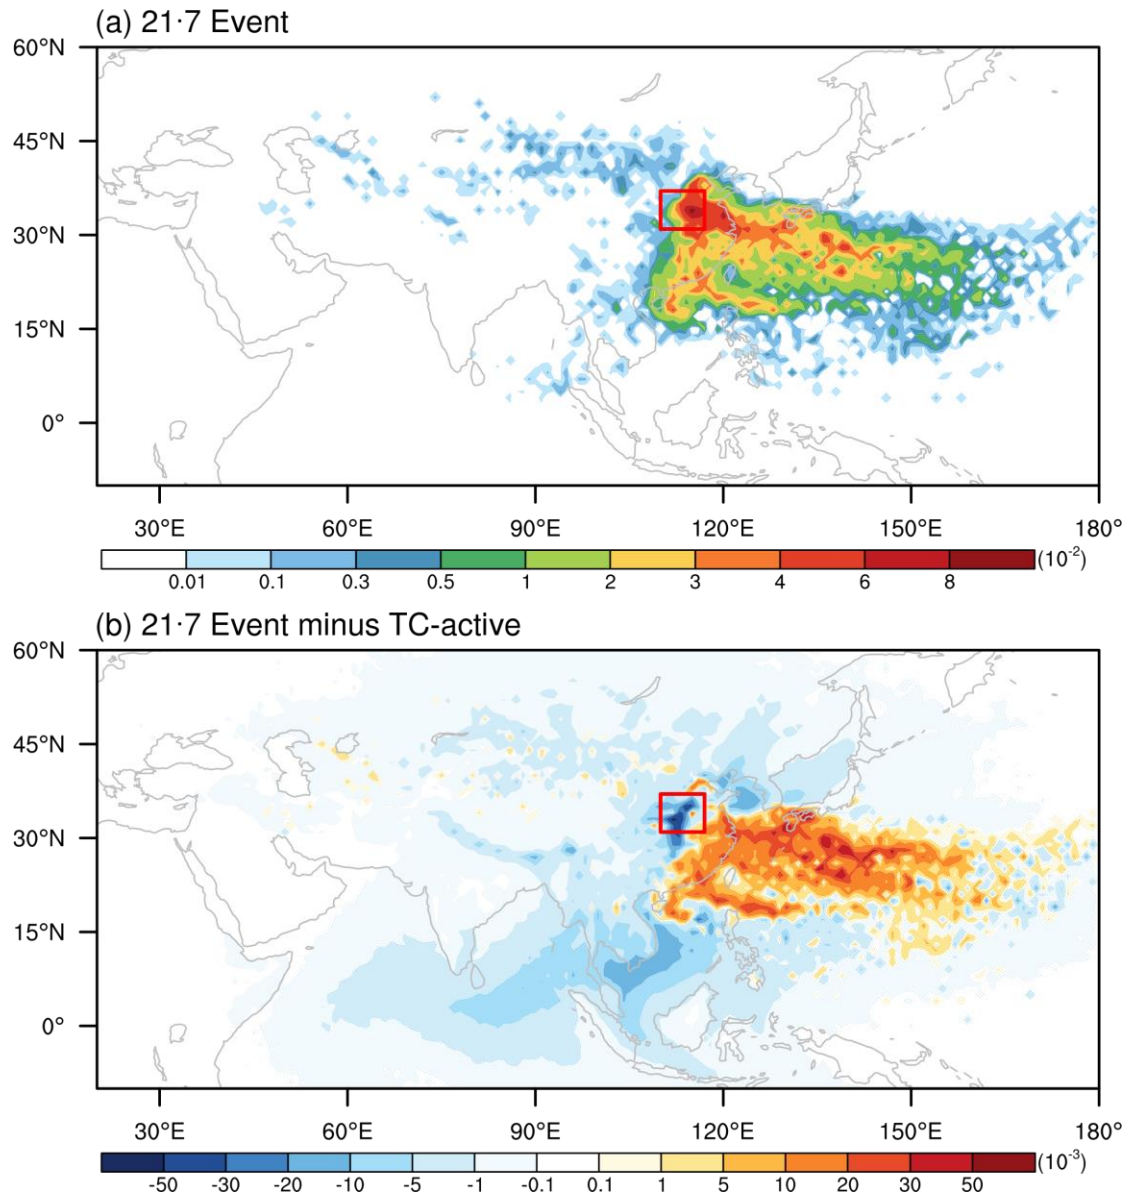 (a) 21·7 Event
60°N
45°N
30°N
15°N
0°
30°E 60°E 90°E 120°E 150°E 180°
0.01 0.1 0.3 0.5 1 2 3 4 6 8 (10-2)
(b) 21·7 Event minus TC-active
60°N
45°N
30°N
15°N
0°
30°E 60°E 90°E 120°E 150°E 180°
-50 -30 -20 -10 -5 -1 -0.1 0.1 1 5 10 20 30 50 (10-3)